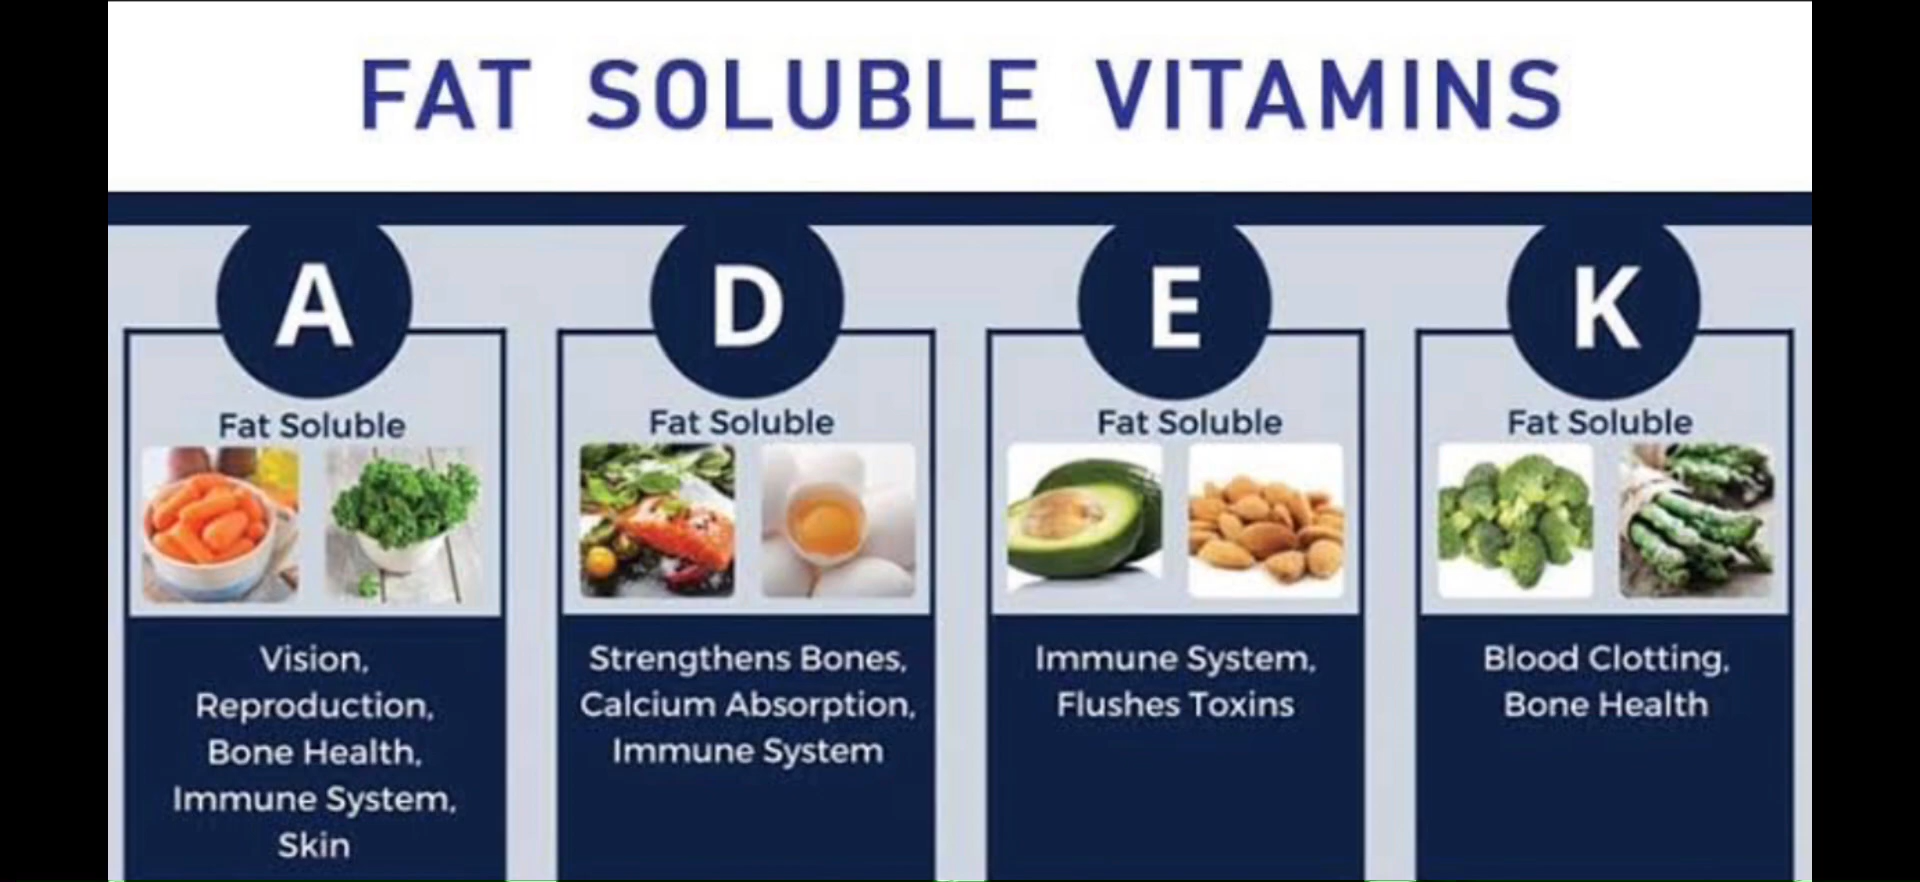 FAT SOLUBLE VITAMINS
A
Fat Soluble
Vision,
Reproduction,
Bone Health,
Immune System,
Skin
D
Fat Soluble
Strengthens Bones,
Calcium Absorption,
Immune System
E
Fat Soluble
Immune System,
Flushes Toxins
K
Fat Soluble
Blood Clotting,
Bone Health